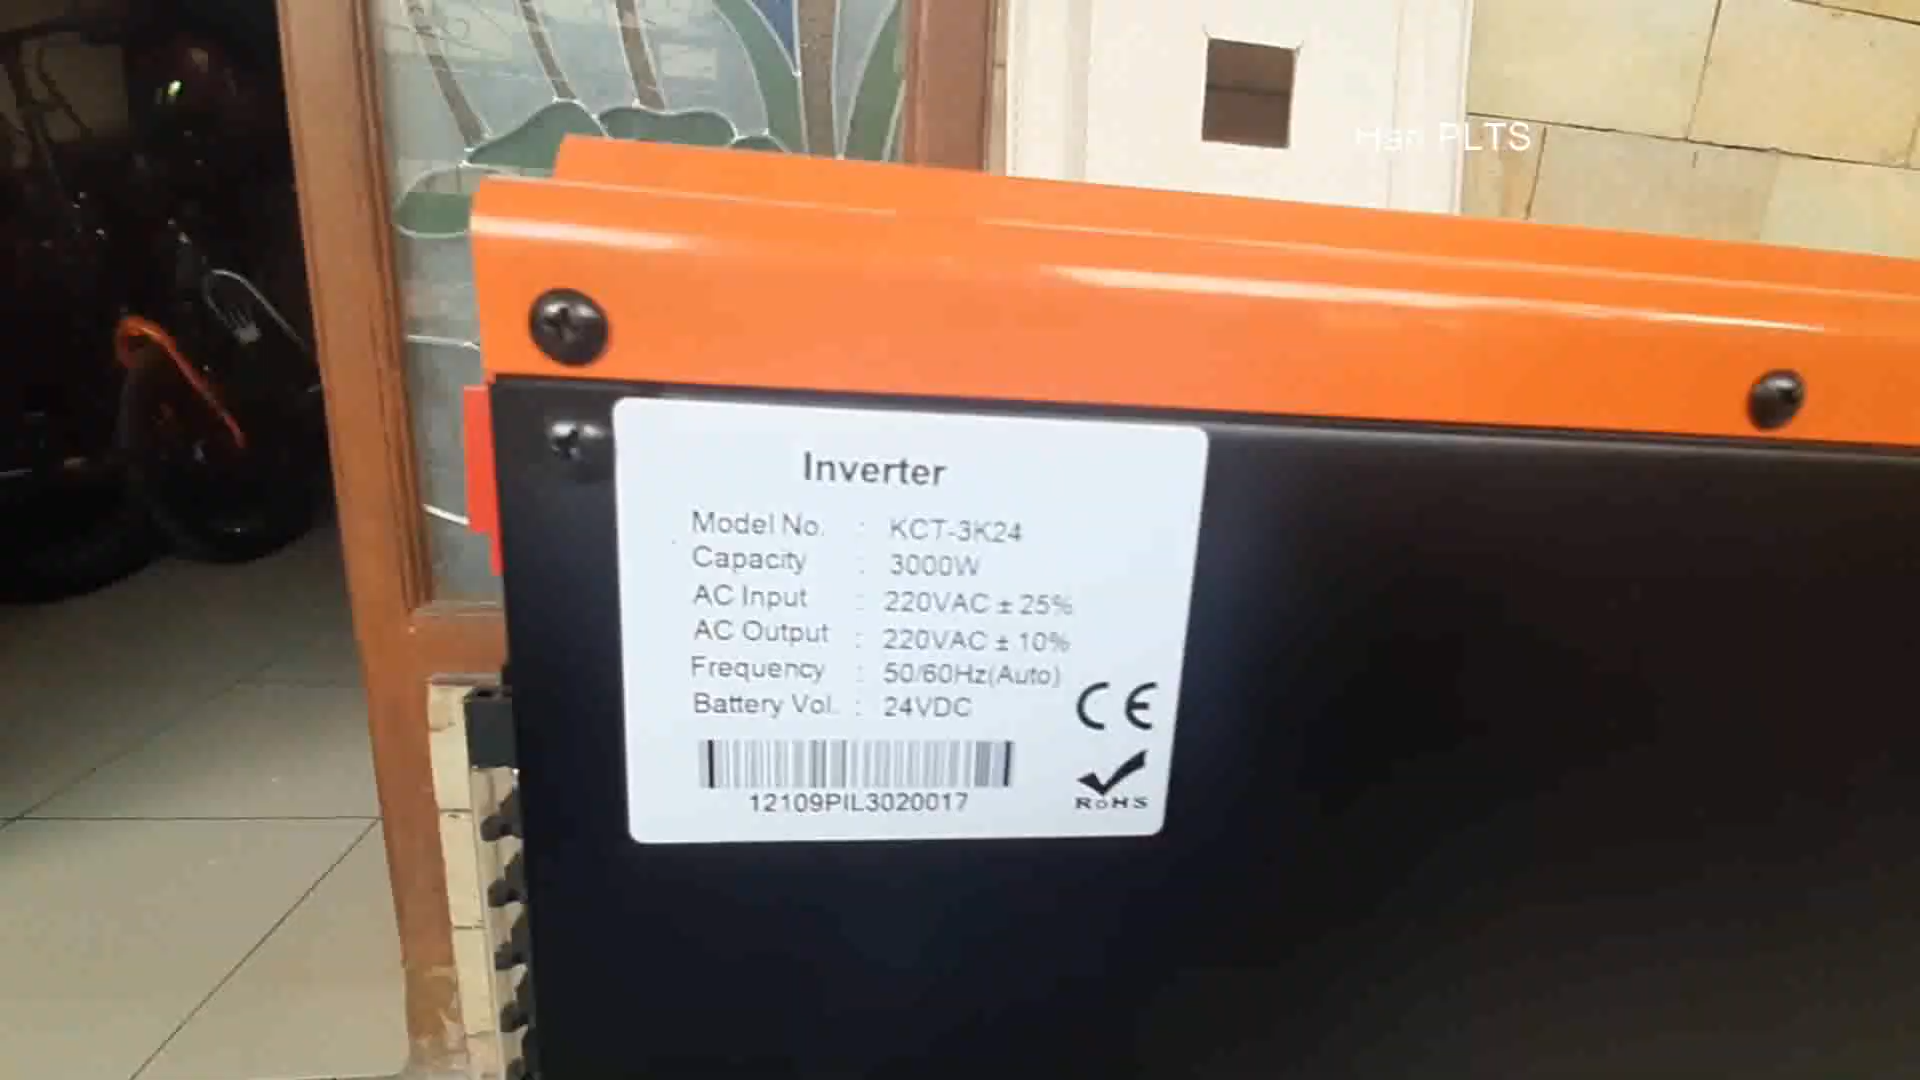 Hari PLTS
Inverter
Model No. : KCT-3K24
Capacity : 3000W
AC Input : 220VAC ± 25%
AC Output : 220VAC ± 10%
Frequency : 50/60Hz(Auto)
Battery Vol. : 24VDC
CE
12109PIL3020017
RoHS